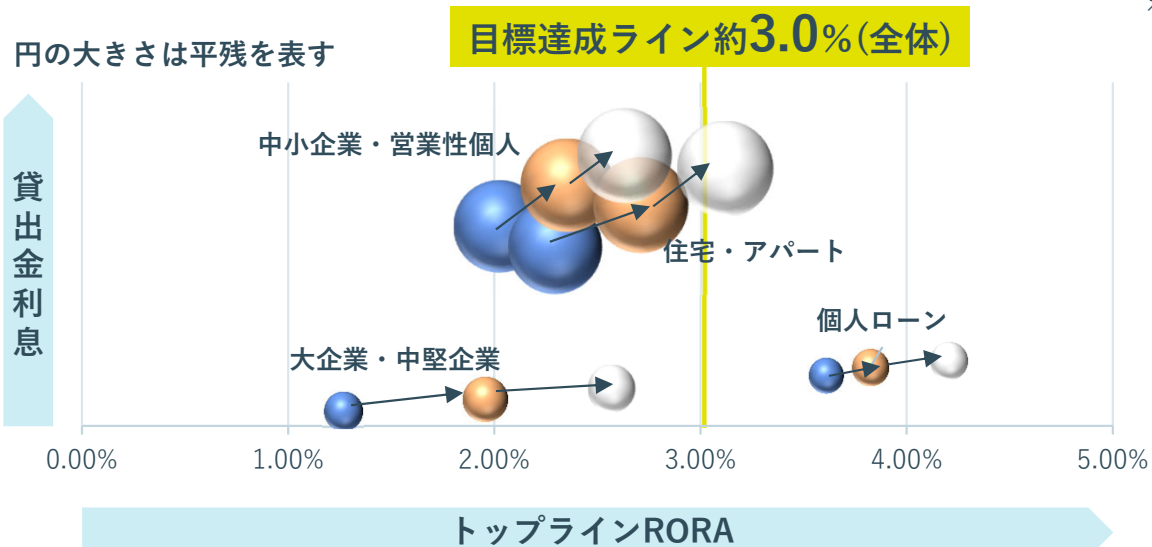 円の大きさは平残を表す
目標達成ライン約3.0%(全体)
中小企業・営業性個人
住宅・アパート
個人ローン
大企業・中堅企業
貸出金利息
0.00%
1.00%
2.00%
3.00%
4.00%
5.00%
トップラインRORA